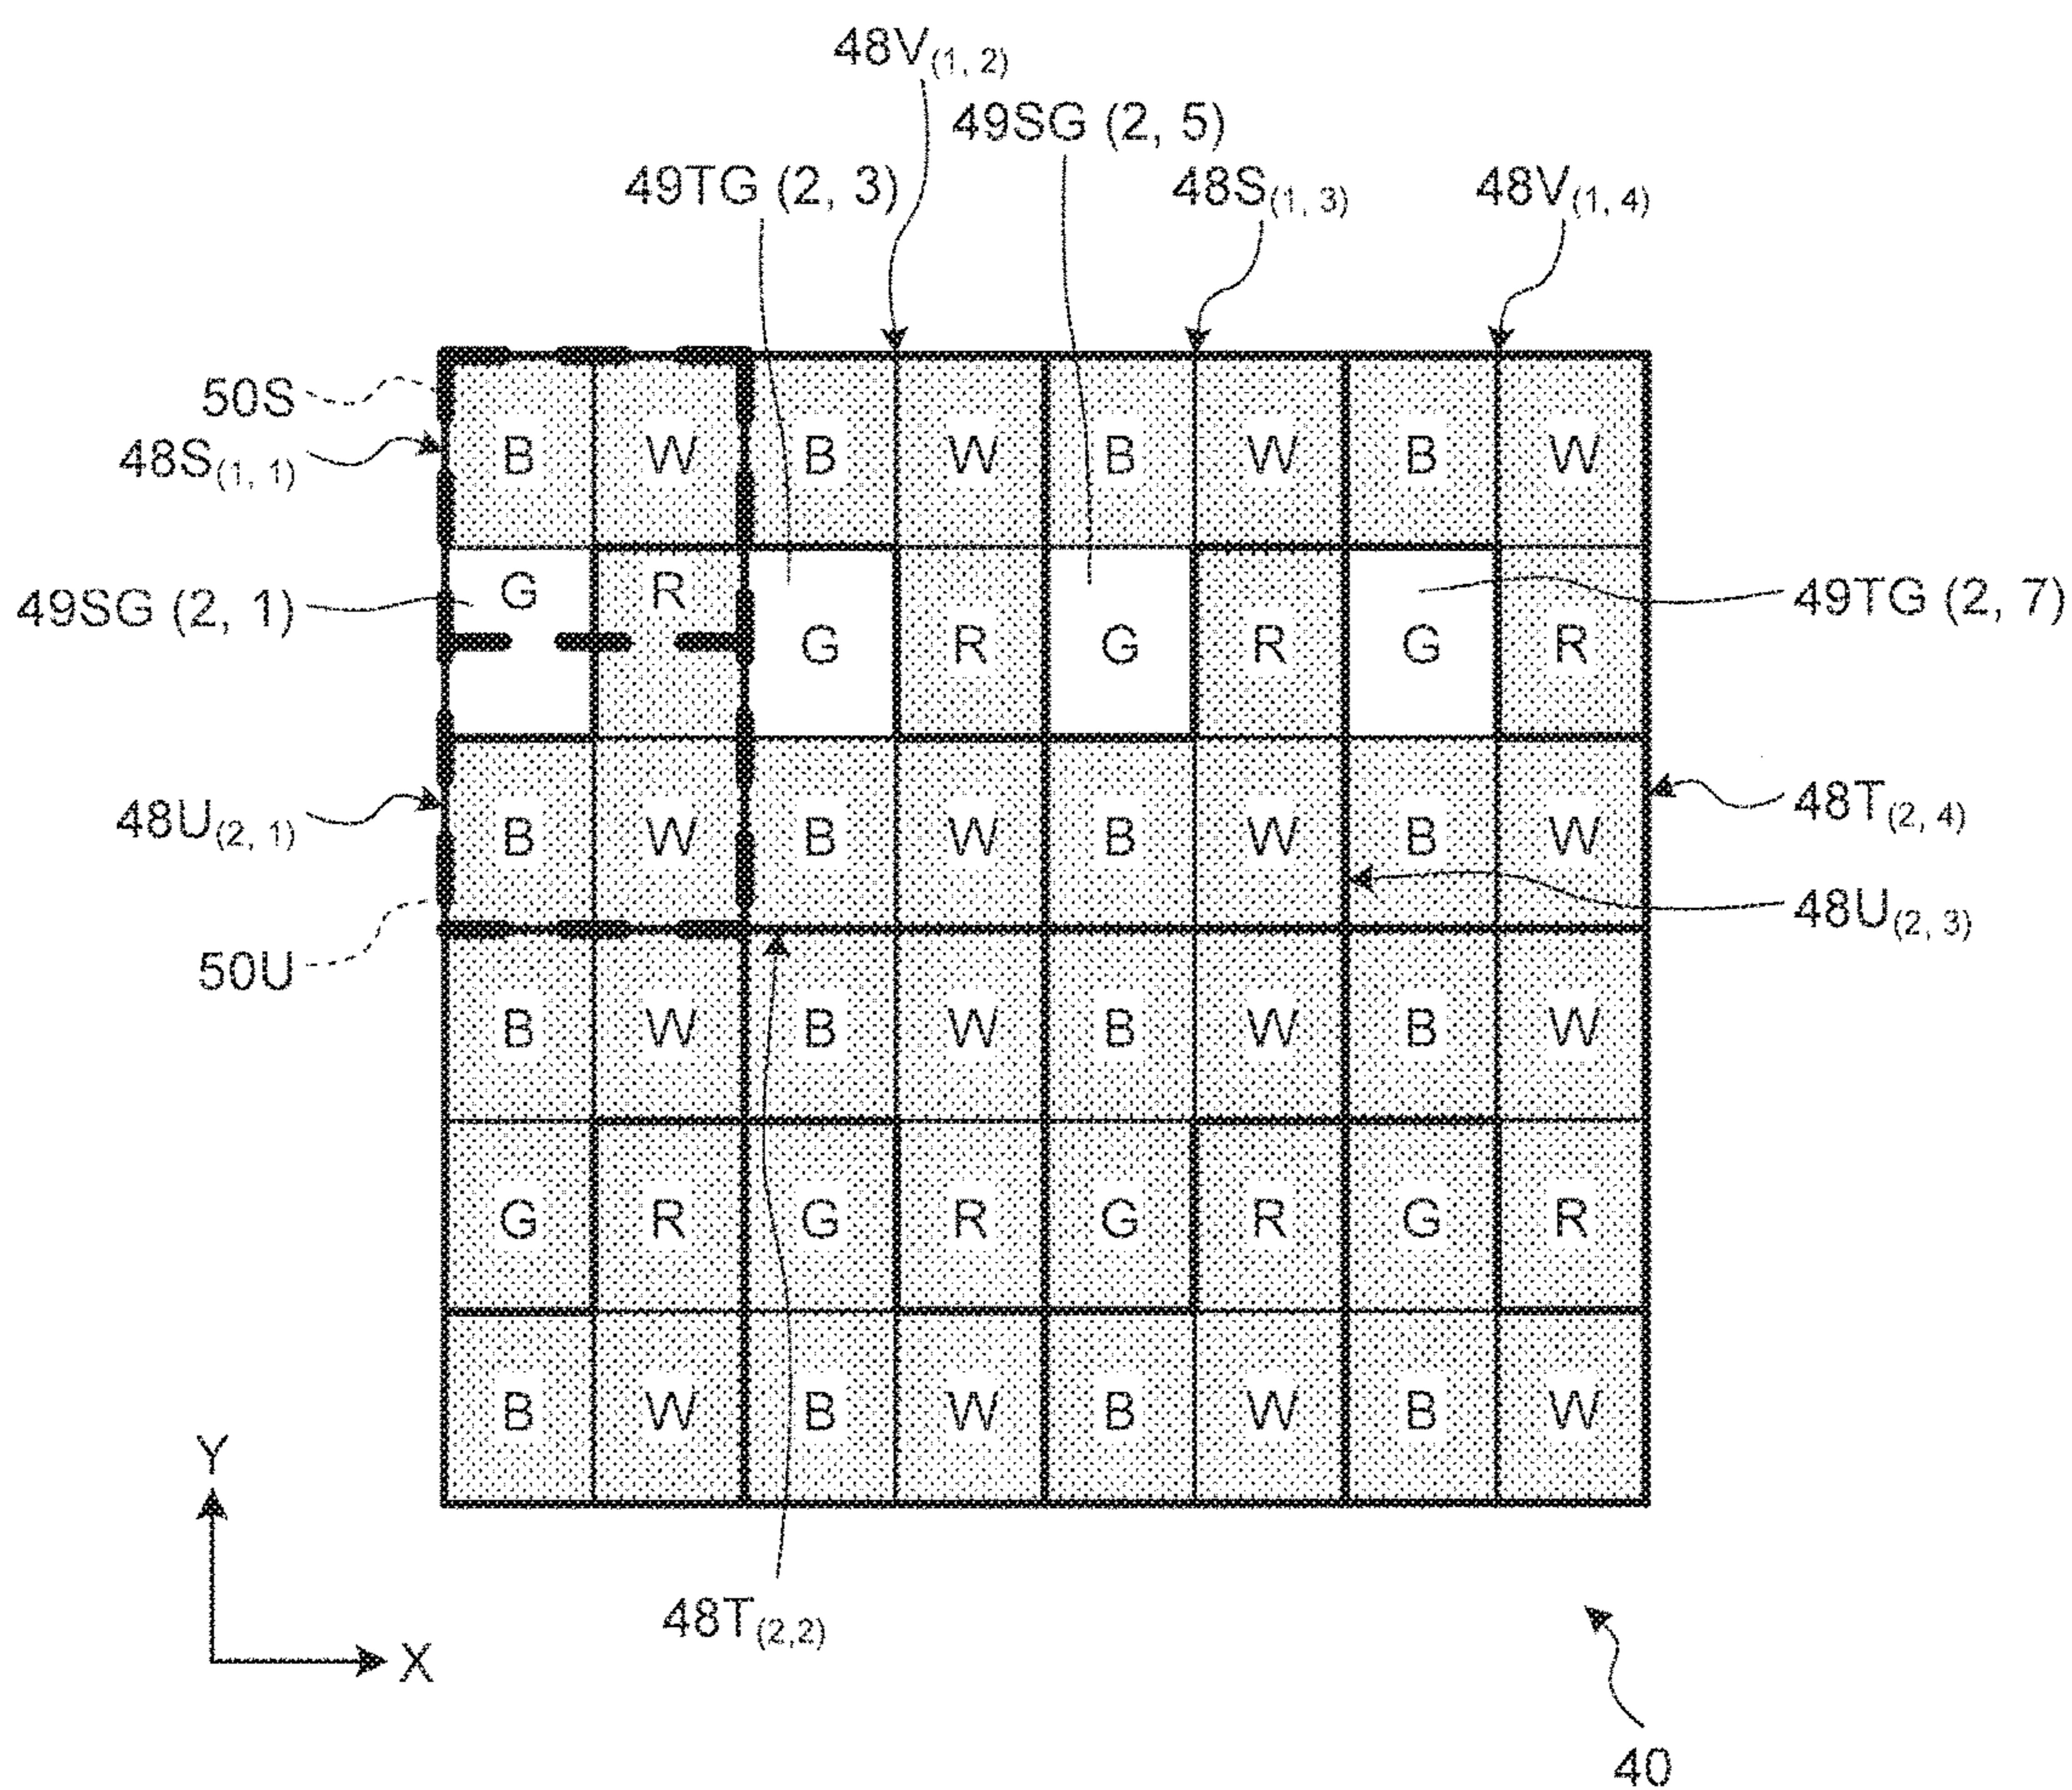 48V(1, 2)
49SG (2, 5)
49TG (2, 3)
48S(1, 3)
48V(1, 4)
50S
48S(1, 1)
B W B W B W B W
49SG (2, 1)
G R G R G R G R
49TG (2, 7)
48U(2, 1)
B W B W B W B W
48T(2, 4)
48U(2, 3)
50U
B W B W B W B W
G R G R G R G R
B W B W B W B W
Y
X
48T(2,2)
40